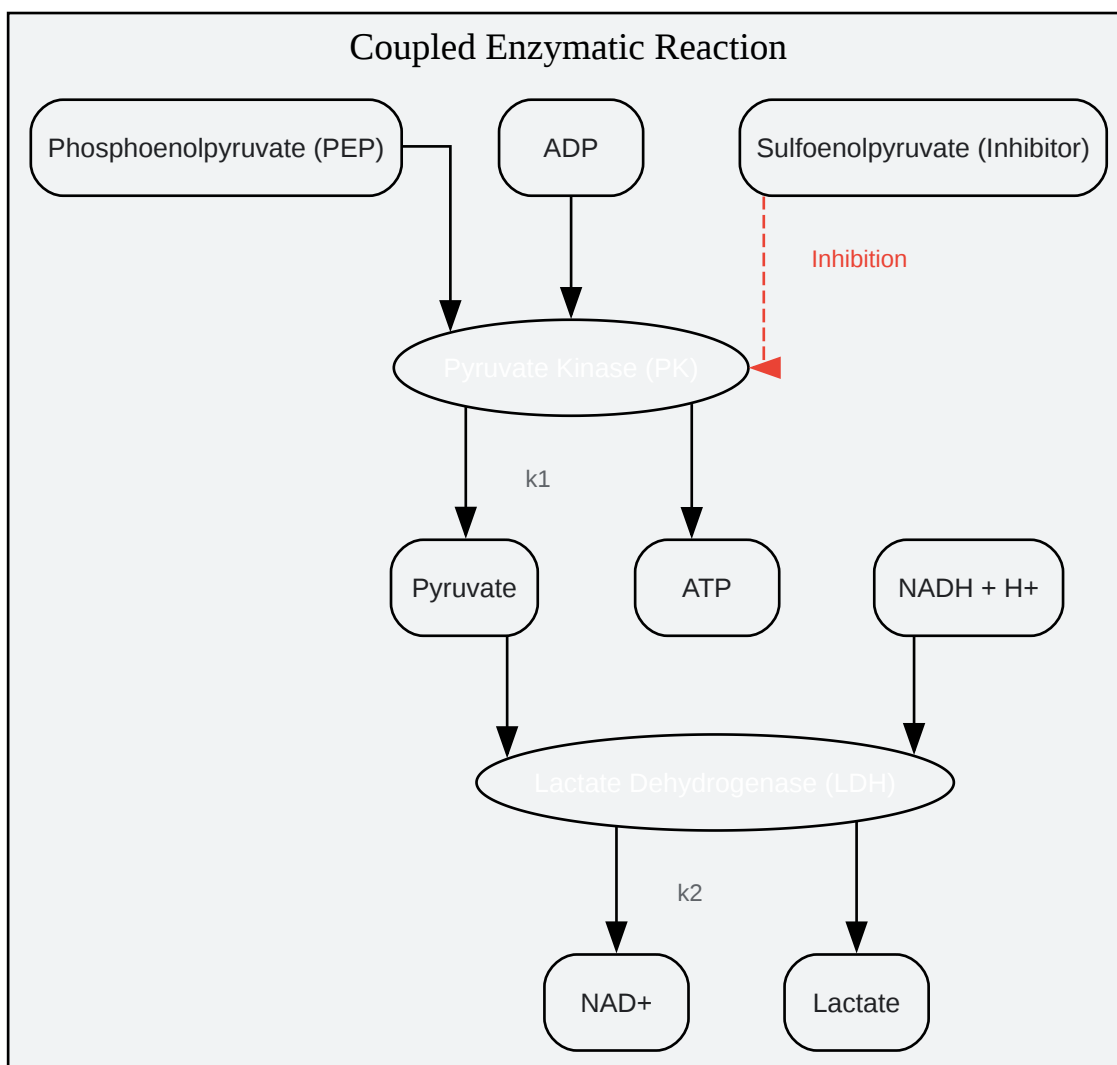 Coupled Enzymatic Reaction
Phosphoenolpyruvate (PEP)
ADP
Sulfoenolpyruvate (Inhibitor)
Inhibition
Pyruvate Kinase (PK)
k1
Pyruvate
ATP
NADH + H+
Lactate Dehydrogenase (LDH)
k2
NAD+
Lactate